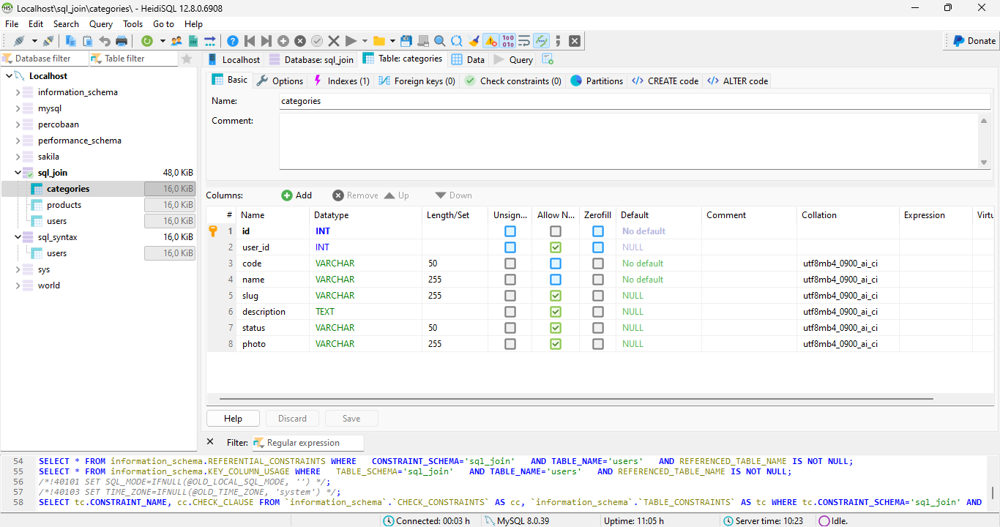 Localhost\sql_join\categories\ - HeidiSQL 12.8.0.6908
File Edit Search Query Tools Go to Help
Donate
Database filter Table filter
Localhost Database: sql_join Table: categories Data Query
Localhost
information_schema
mysql
percobaan
performance_schema
sakila
sql_join 48,0 KiB
categories 16,0 KiB
products 16,0 KiB
users 16,0 KiB
sql_syntax 16,0 KiB
users 16,0 KiB
sys
world
Basic Options Indexes (1) Foreign keys (0) Check constraints (0) Partitions CREATE code ALTER code
Name: categories
Comment:
Columns: Add Remove Up Down
# Name Datatype Length/Set Unsign... Allow N... Zerofill Default Comment Collation Expression Virtu
1 id INT No default
2 user_id INT NULL
3 code VARCHAR 50 No default utf8mb4_0900_ai_ci
4 name VARCHAR 255 No default utf8mb4_0900_ai_ci
5 slug VARCHAR 255 NULL utf8mb4_0900_ai_ci
6 description TEXT NULL utf8mb4_0900_ai_ci
7 status VARCHAR 50 NULL utf8mb4_0900_ai_ci
8 photo VARCHAR 255 NULL utf8mb4_0900_ai_ci
Help Discard Save
Filter: Regular expression
54 SELECT * FROM information_schema.REFERENTIAL_CONSTRAINTS WHERE CONSTRAINT_SCHEMA='sql_join' AND TABLE_NAME='users' AND REFERENCED_TABLE_NAME IS NOT NULL;
55 SELECT * FROM information_schema.KEY_COLUMN_USAGE WHERE TABLE_SCHEMA='sql_join' AND TABLE_NAME='users' AND REFERENCED_TABLE_NAME IS NOT NULL;
56 /*!40101 SET SQL_MODE=IFNULL(@OLD_LOCAL_SQL_MODE, '') */;
57 /*!40103 SET TIME_ZONE=IFNULL(@OLD_TIME_ZONE, 'system') */;
58 SELECT tc.CONSTRAINT_NAME, cc.CHECK_CLAUSE FROM `information_schema`.`CHECK_CONSTRAINTS` AS cc, `information_schema`.`TABLE_CONSTRAINTS` AS tc WHERE tc.CONSTRAINT_SCHEMA='sql_join' AND
Connected: 00:03 h MySQL 8.0.39 Uptime: 11:05 h Server time: 10:23 Idle.